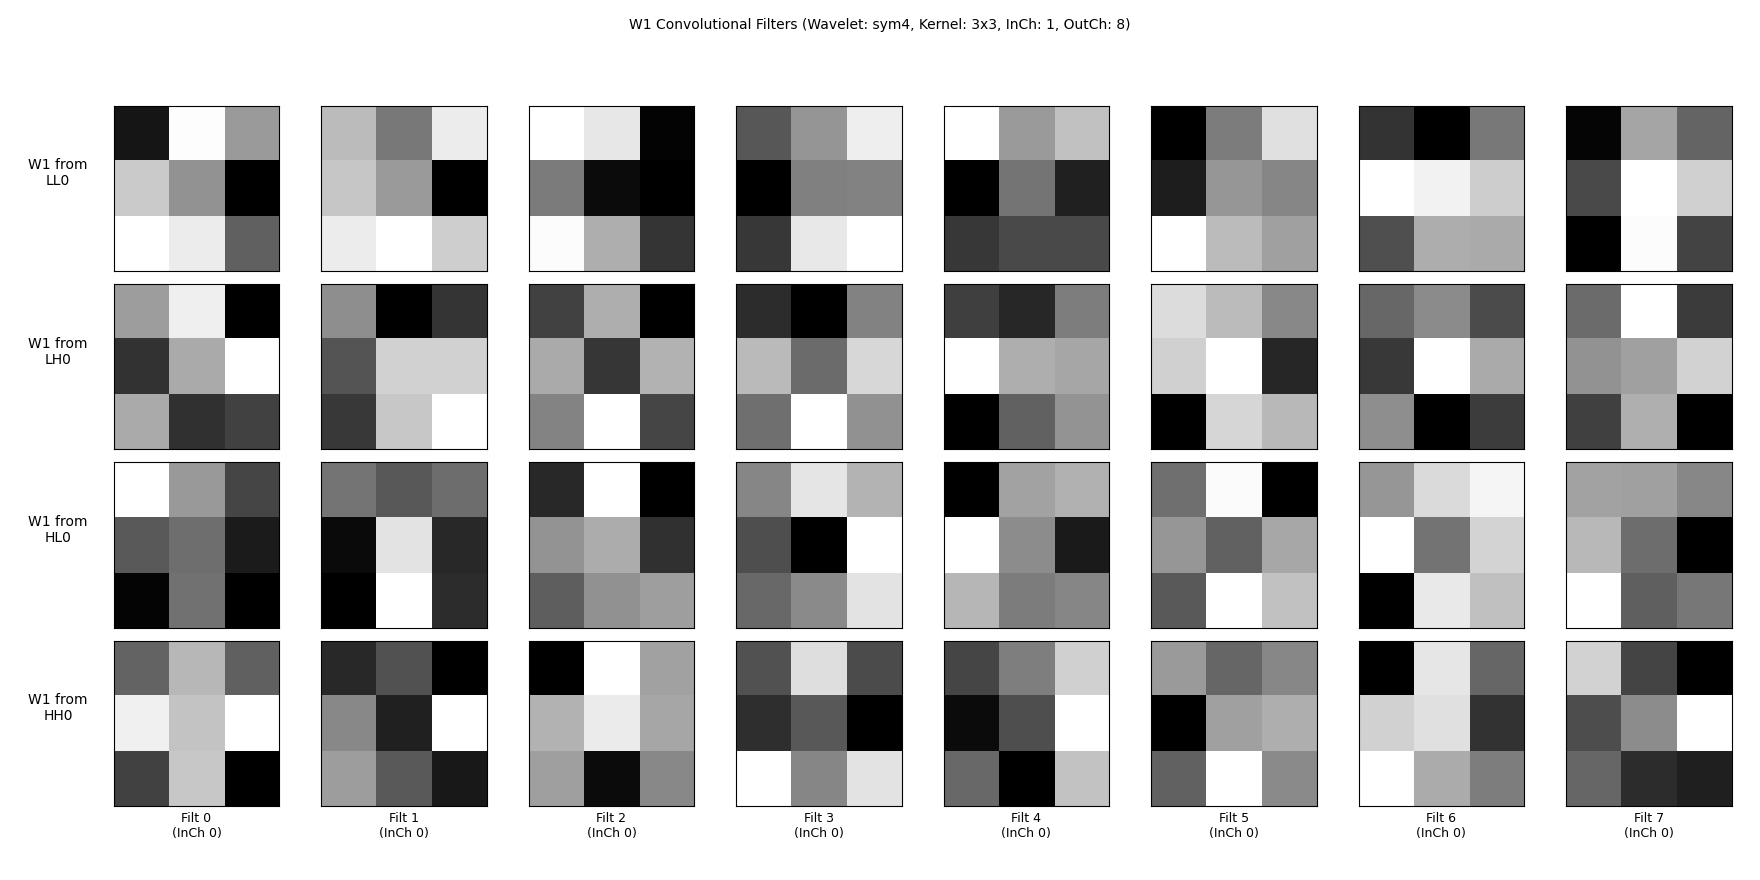 W1 Convolutional Filters (Wavelet: sym4, Kernel: 3x3, InCh: 1, OutCh: 8)
W1 from
LL0
W1 from
LH0
W1 from
HL0
W1 from
HH0
Filt 0
(InCh 0)
Filt 1
(InCh 0)
Filt 2
(InCh 0)
Filt 3
(InCh 0)
Filt 4
(InCh 0)
Filt 5
(InCh 0)
Filt 6
(InCh 0)
Filt 7
(InCh 0)